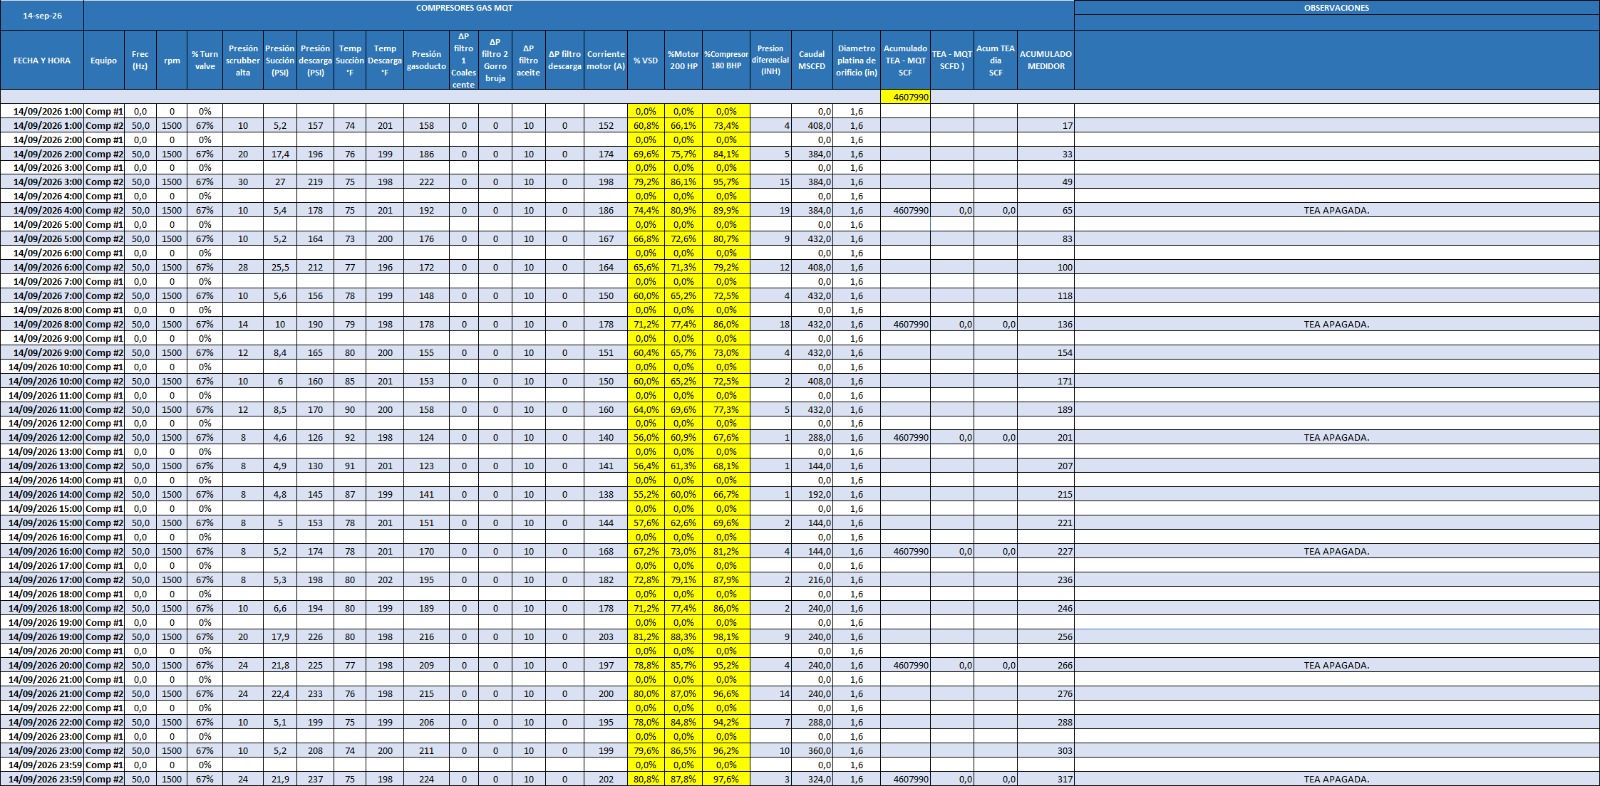 14-sep-26 COMPRESORES GAS MQT OBSERVACIONES
FECHA Y HORA Equipo Frec (Hz) rpm % Turn valve Presión scrubber alta Presión Succión (PSI) Presión descarga (PSI) Temp Succión °F Temp Descarga °F Presión gasoducto ΔP filtro 1 Coales cente ΔP filtro 2 Gorro bruja ΔP filtro aceite ΔP filtro descarga Corriente motor (A) % VSD %Motor 200 HP %Compresor 180 BHP Presion diferencial (INH) Caudal MSCFD Diametro platina de orificio (in) Acumulado TEA - MQT SCF TEA - MQT SCFD ) Acum TEA dia SCF ACUMULADO MEDIDOR
4607990
14/09/2026 1:00 Comp #1 0,0 0 0% 0,0% 0,0% 0,0% 0,0 1,6
14/09/2026 1:00 Comp #2 50,0 1500 67% 10 5,2 157 74 201 158 0 0 10 0 152 60,8% 66,1% 73,4% 4 408,0 1,6 17
14/09/2026 2:00 Comp #1 0,0 0 0% 0,0% 0,0% 0,0% 0,0 1,6
14/09/2026 2:00 Comp #2 50,0 1500 67% 20 17,4 196 76 199 186 0 0 10 0 174 69,6% 75,7% 84,1% 5 384,0 1,6 33
14/09/2026 3:00 Comp #1 0,0 0 0% 0,0% 0,0% 0,0% 0,0 1,6
14/09/2026 3:00 Comp #2 50,0 1500 67% 30 27 219 75 198 222 0 0 10 0 198 79,2% 86,1% 95,7% 15 384,0 1,6 49
14/09/2026 4:00 Comp #1 0,0 0 0% 0,0% 0,0% 0,0% 0,0 1,6
14/09/2026 4:00 Comp #2 50,0 1500 67% 10 5,4 178 75 201 192 0 0 10 0 186 74,4% 80,9% 89,9% 19 384,0 1,6 4607990 0,0 0,0 65 TEA APAGADA.
14/09/2026 5:00 Comp #1 0,0 0 0% 0,0% 0,0% 0,0% 0,0 1,6
14/09/2026 5:00 Comp #2 50,0 1500 67% 10 5,2 164 73 200 176 0 0 10 0 167 66,8% 72,6% 80,7% 9 432,0 1,6 83
14/09/2026 6:00 Comp #1 0,0 0 0% 0,0% 0,0% 0,0% 0,0 1,6
14/09/2026 6:00 Comp #2 50,0 1500 67% 28 25,5 212 77 196 172 0 0 10 0 164 65,6% 71,3% 79,2% 12 408,0 1,6 100
14/09/2026 7:00 Comp #1 0,0 0 0% 0,0% 0,0% 0,0% 0,0 1,6
14/09/2026 7:00 Comp #2 50,0 1500 67% 10 5,6 156 78 199 148 0 0 10 0 150 60,0% 65,2% 72,5% 4 432,0 1,6 118
14/09/2026 8:00 Comp #1 0,0 0 0% 0,0% 0,0% 0,0% 0,0 1,6
14/09/2026 8:00 Comp #2 50,0 1500 67% 14 10 190 79 198 178 0 0 10 0 178 71,2% 77,4% 86,0% 18 432,0 1,6 4607990 0,0 0,0 136 TEA APAGADA.
14/09/2026 9:00 Comp #1 0,0 0 0% 0,0% 0,0% 0,0% 0,0 1,6
14/09/2026 9:00 Comp #2 50,0 1500 67% 12 8,4 165 80 200 155 0 0 10 0 151 60,4% 65,7% 73,0% 4 432,0 1,6 154
14/09/2026 10:00 Comp #1 0,0 0 0% 0,0% 0,0% 0,0% 0,0 1,6
14/09/2026 10:00 Comp #2 50,0 1500 67% 10 6 160 85 201 153 0 0 10 0 150 60,0% 65,2% 72,5% 2 408,0 1,6 171
14/09/2026 11:00 Comp #1 0,0 0 0% 0,0% 0,0% 0,0% 0,0 1,6
14/09/2026 11:00 Comp #2 50,0 1500 67% 12 8,5 170 90 200 158 0 0 10 0 160 64,0% 69,6% 77,3% 5 432,0 1,6 189
14/09/2026 12:00 Comp #1 0,0 0 0% 0,0% 0,0% 0,0% 0,0 1,6
14/09/2026 12:00 Comp #2 50,0 1500 67% 8 4,6 126 92 198 124 0 0 10 0 140 56,0% 60,9% 67,6% 1 288,0 1,6 4607990 0,0 0,0 201 TEA APAGADA.
14/09/2026 13:00 Comp #1 0,0 0 0% 0,0% 0,0% 0,0% 0,0 1,6
14/09/2026 13:00 Comp #2 50,0 1500 67% 8 4,9 130 91 201 123 0 0 10 0 141 56,4% 61,3% 68,1% 1 144,0 1,6 207
14/09/2026 14:00 Comp #1 0,0 0 0% 0,0% 0,0% 0,0% 0,0 1,6
14/09/2026 14:00 Comp #2 50,0 1500 67% 8 4,8 145 87 199 141 0 0 10 0 138 55,2% 60,0% 66,7% 1 192,0 1,6 215
14/09/2026 15:00 Comp #1 0,0 0 0% 0,0% 0,0% 0,0% 0,0 1,6
14/09/2026 15:00 Comp #2 50,0 1500 67% 8 5 153 78 201 151 0 0 10 0 144 57,6% 62,6% 69,6% 2 144,0 1,6 221
14/09/2026 16:00 Comp #1 0,0 0 0% 0,0% 0,0% 0,0% 0,0 1,6
14/09/2026 16:00 Comp #2 50,0 1500 67% 8 5,2 174 78 201 170 0 0 10 0 168 67,2% 73,0% 81,2% 4 144,0 1,6 4607990 0,0 0,0 227 TEA APAGADA.
14/09/2026 17:00 Comp #1 0,0 0 0% 0,0% 0,0% 0,0% 0,0 1,6
14/09/2026 17:00 Comp #2 50,0 1500 67% 8 5,3 198 80 202 195 0 0 10 0 182 72,8% 79,1% 87,9% 2 216,0 1,6 236
14/09/2026 18:00 Comp #1 0,0 0 0% 0,0% 0,0% 0,0% 0,0 1,6
14/09/2026 18:00 Comp #2 50,0 1500 67% 10 6,6 194 80 199 189 0 0 10 0 178 71,2% 77,4% 86,0% 2 240,0 1,6 246
14/09/2026 19:00 Comp #1 0,0 0 0% 0,0% 0,0% 0,0% 0,0 1,6
14/09/2026 19:00 Comp #2 50,0 1500 67% 20 17,9 226 80 198 216 0 0 10 0 203 81,2% 88,3% 98,1% 9 240,0 1,6 256
14/09/2026 20:00 Comp #1 0,0 0 0% 0,0% 0,0% 0,0% 0,0 1,6
14/09/2026 20:00 Comp #2 50,0 1500 67% 24 21,8 225 77 198 209 0 0 10 0 197 78,8% 85,7% 95,2% 4 240,0 1,6 4607990 0,0 0,0 266 TEA APAGADA.
14/09/2026 21:00 Comp #1 0,0 0 0% 0,0% 0,0% 0,0% 0,0 1,6
14/09/2026 21:00 Comp #2 50,0 1500 67% 24 22,4 233 76 198 215 0 0 10 0 200 80,0% 87,0% 96,6% 14 240,0 1,6 276
14/09/2026 22:00 Comp #1 0,0 0 0% 0,0% 0,0% 0,0% 0,0 1,6
14/09/2026 22:00 Comp #2 50,0 1500 67% 10 5,1 199 75 199 206 0 0 10 0 195 78,0% 84,8% 94,2% 7 288,0 1,6 288
14/09/2026 23:00 Comp #1 0,0 0 0% 0,0% 0,0% 0,0% 0,0 1,6
14/09/2026 23:00 Comp #2 50,0 1500 67% 10 5,2 208 74 200 211 0 0 10 0 199 79,6% 86,5% 96,2% 10 360,0 1,6 303
14/09/2026 23:59 Comp #1 0,0 0 0% 0,0% 0,0% 0,0% 0,0 1,6
14/09/2026 23:59 Comp #2 50,0 1500 67% 24 21,9 237 75 198 224 0 0 10 0 202 80,8% 87,8% 97,6% 3 324,0 1,6 4607990 0,0 0,0 317 TEA APAGADA.